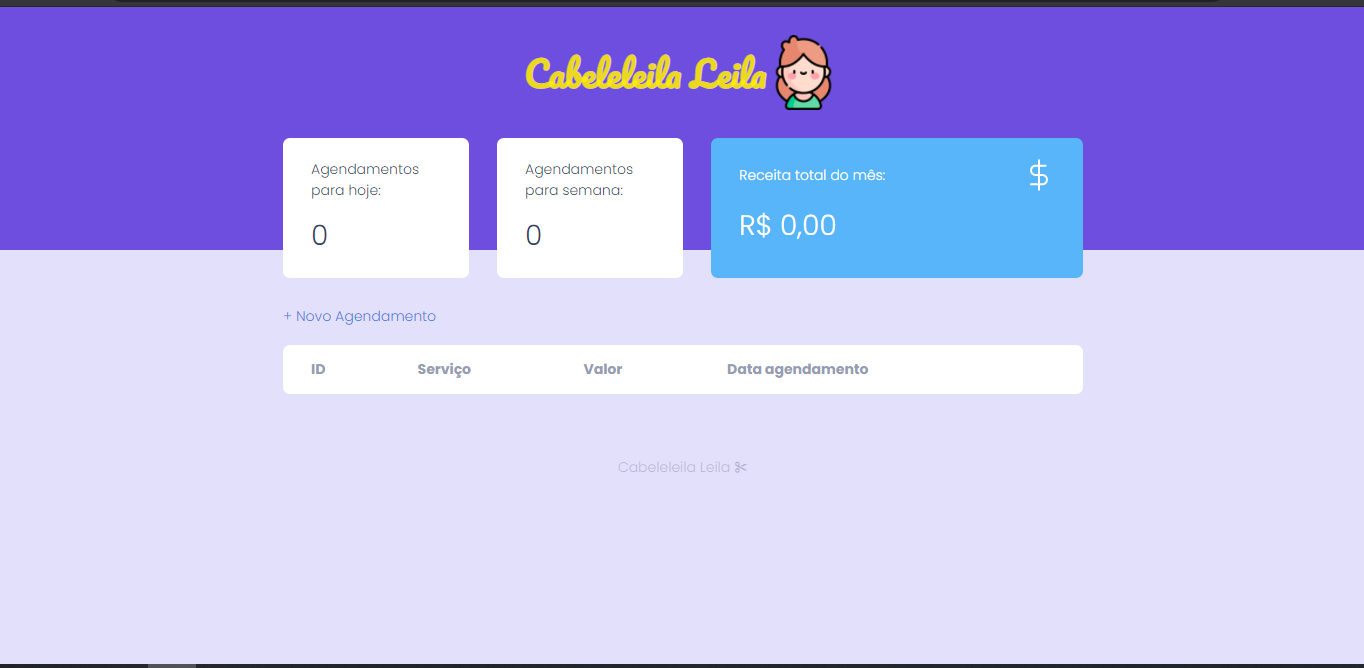 Cabeleleila Leila
Agendamentos
para hoje:
0
Agendamentos
para semana:
0
Receita total do mês:
$
R$ 0,00
+ Novo Agendamento
ID Serviço Valor Data agendamento
Cabeleleila Leila